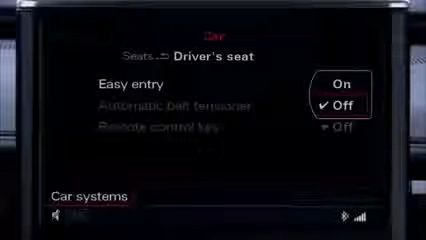 Car
Seats Driver's seat
Easy entry
On
✔ Off
Automatic belt tensioner
Remote control key
Off
Car systems